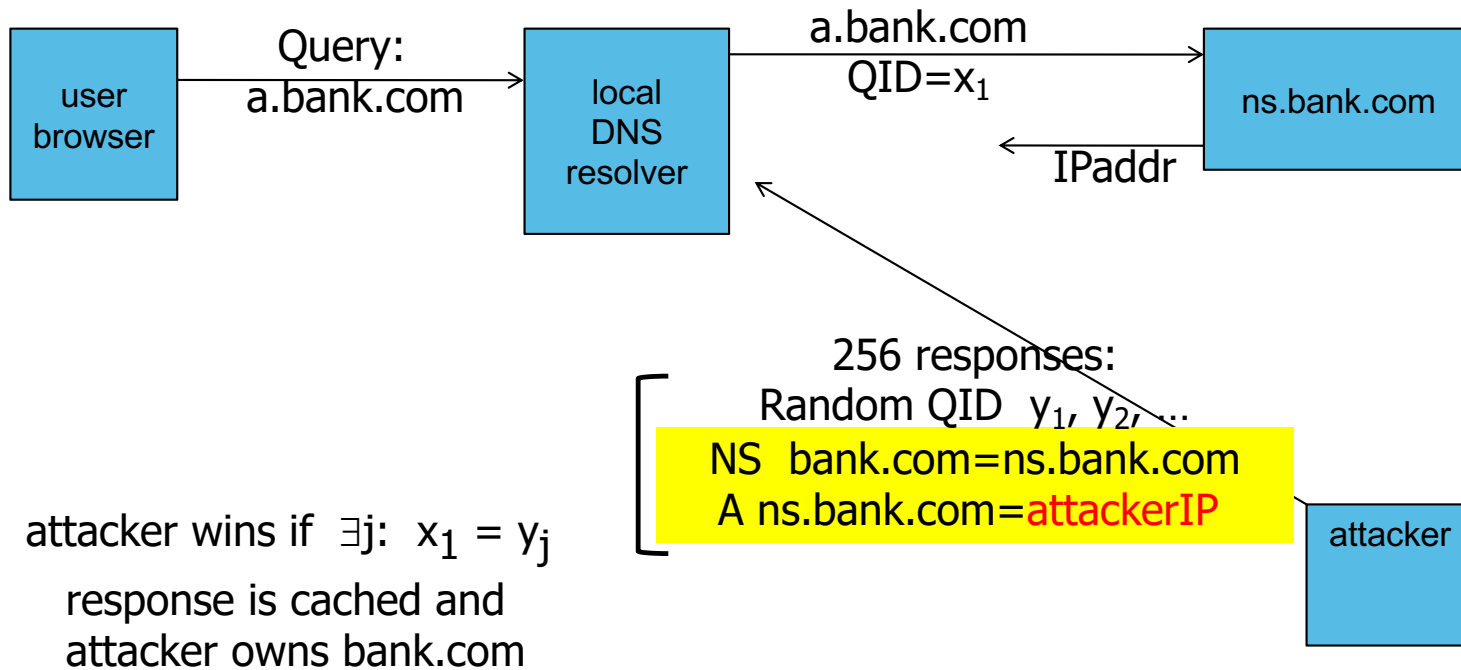 user
browser
Query:
a.bank.com
local
DNS
resolver
a.bank.com
QID=x₁
ns.bank.com
IPaddr
256 responses:
Random QID y₁, y₂, …
NS bank.com=ns.bank.com
A ns.bank.com=attackerIP
attacker
attacker wins if ∃j: x₁ = yⱼ
response is cached and
attacker owns bank.com